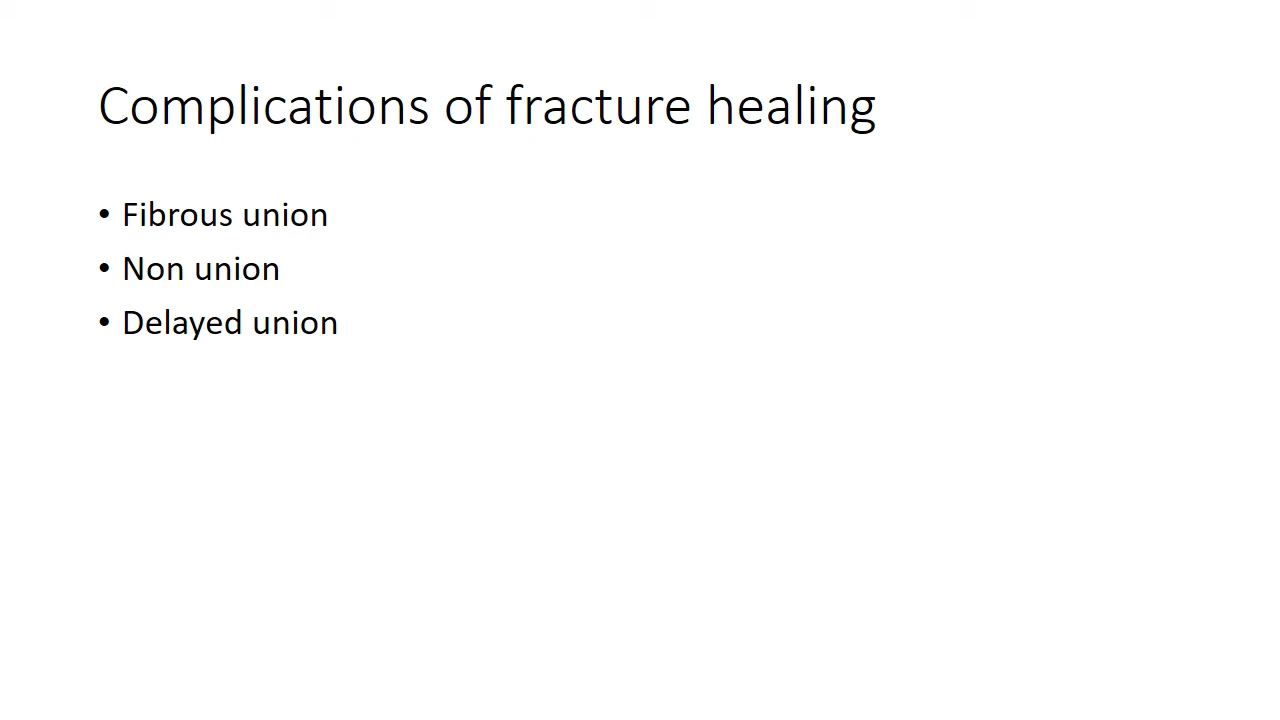 Complications of fracture healing
• Fibrous union
• Non union
• Delayed union